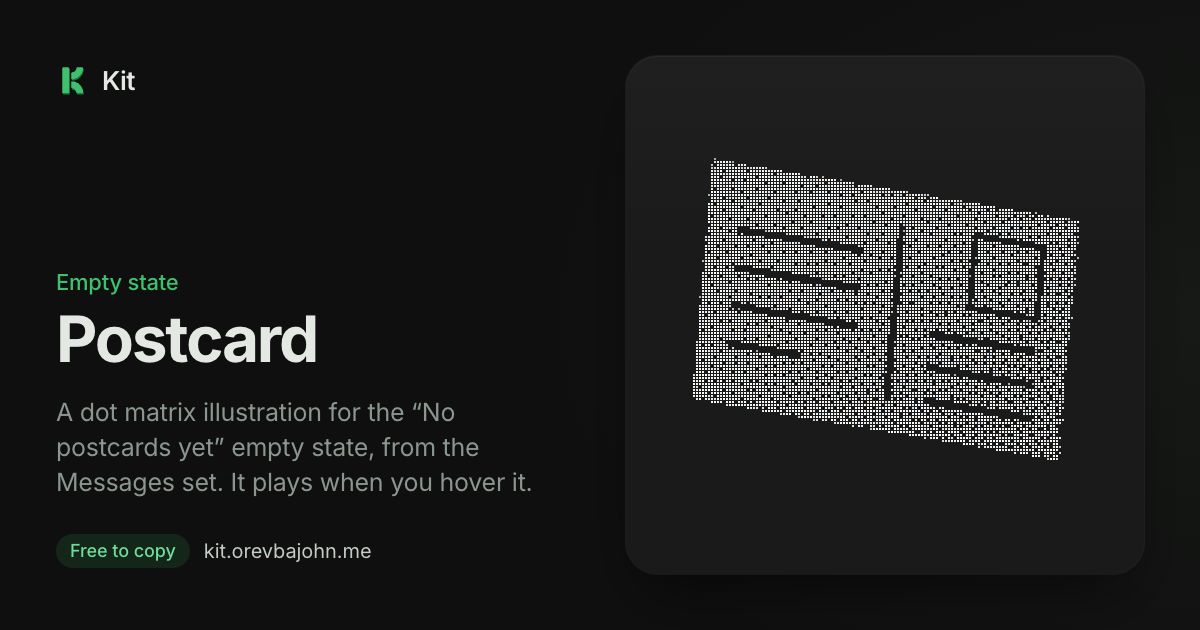 Kit
Empty state
Postcard
A dot matrix illustration for the “No
postcards yet” empty state, from the
Messages set. It plays when you hover it.
Free to copy
kit.orevbajohn.me